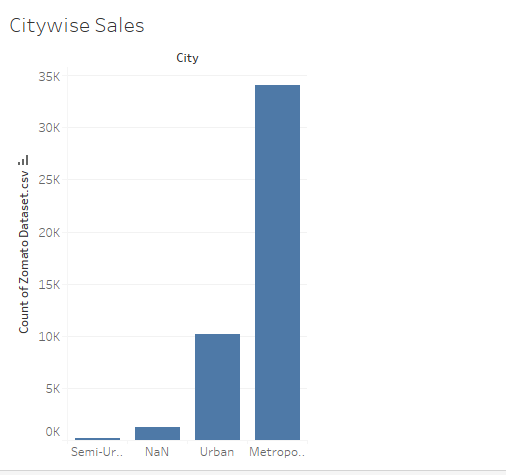 Citywise Sales
City
Count of Zomato Dataset.csv
35K
30K
25K
20K
15K
10K
5K
0K
Semi-Ur..
NaN
Urban
Metropo..